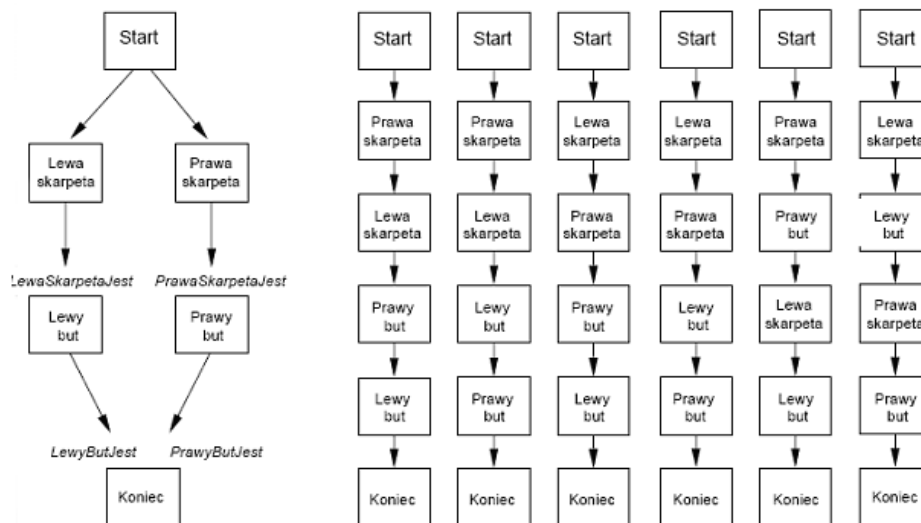 Start
Lewa
skarpeta
Prawa
skarpeta
LewaSkarpetaJest
PrawaSkarpetaJest
Lewy
but
Prawy
but
LewyButJest
PrawyButJest
Koniec
Start
Prawa
skarpeta
Lewa
skarpeta
Prawy
but
Lewy
but
Koniec
Start
Prawa
skarpeta
Lewa
skarpeta
Lewy
but
Prawy
but
Koniec
Start
Lewa
skarpeta
Prawa
skarpeta
Prawy
but
Lewy
but
Koniec
Start
Lewa
skarpeta
Prawa
skarpeta
Lewy
but
Prawy
but
Koniec
Start
Prawa
skarpeta
Prawy
but
Lewa
skarpeta
Lewy
but
Koniec
Start
Lewa
skarpeta
Lewy
but
Prawa
skarpeta
Prawy
but
Koniec